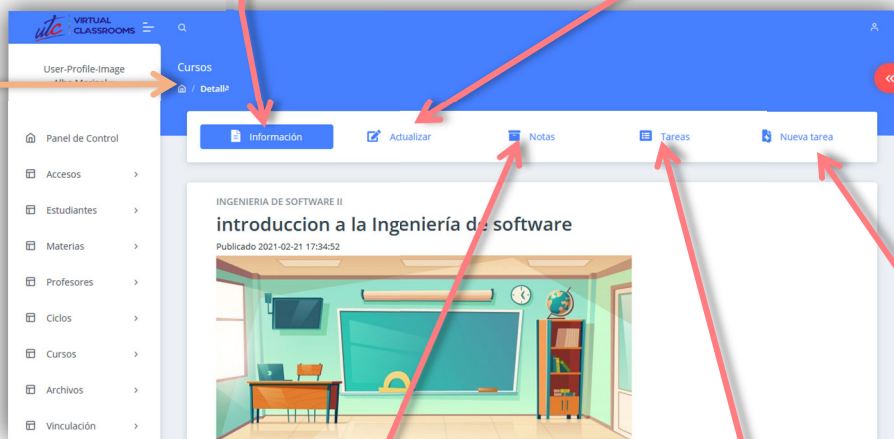 utc VIRTUAL
CLASSROOMS
User-Profile-Image
Cursos
/ Detalle
Panel de Control
Accesos
Estudiantes
Materias
Profesores
Ciclos
Cursos
Archivos
Vinculación
Información
Actualizar
Notas
Tareas
Nueva tarea
INGENIERIA DE SOFTWARE II
introduccion a la Ingeniería de software
Publicado 2021-02-21 17:34:52